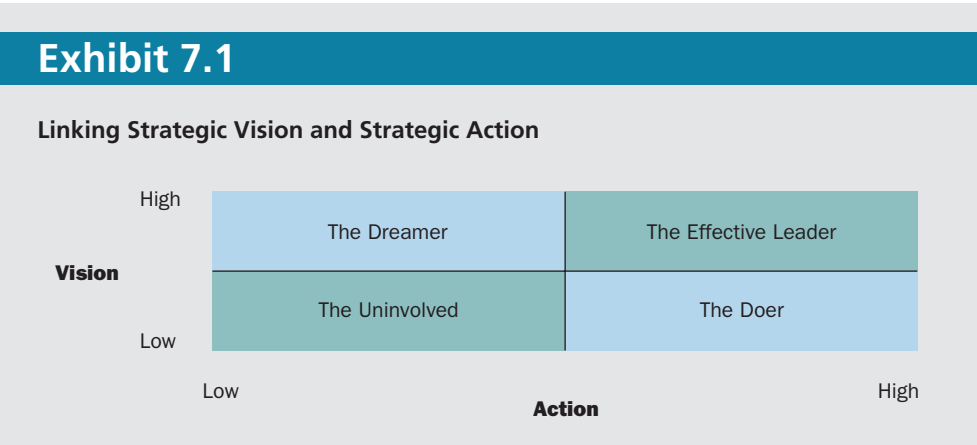 Exhibit 7.1
Linking Strategic Vision and Strategic Action
High
The Dreamer
The Effective Leader
Vision
The Uninvolved
The Doer
Low
Low
High
Action